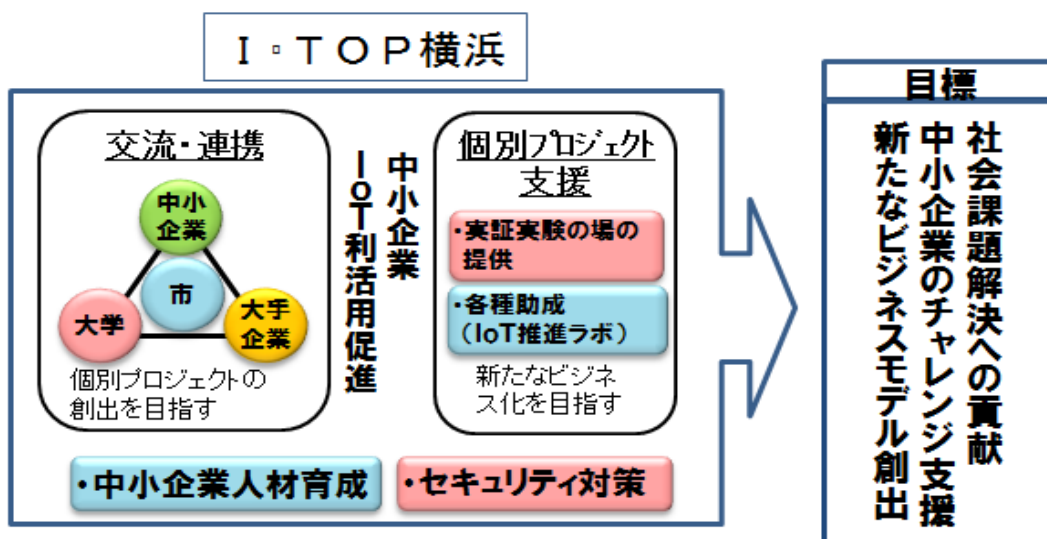 I・TOP横浜
交流・連携
中小
企業
市
大学
大手
企業
個別プロジェクトの
創出を目指す
中小企業
IOT利活用促進
個別プロジェクト
支援
・実証実験の場の
提供
・各種助成
(IoT推進ラボ)
新たなビジネ
ス化を目指す
・中小企業人材育成
・セキュリティ対策
目標
社会課題解決への貢献
中小企業のチャレンジ支援
新たなビジネスモデル創出